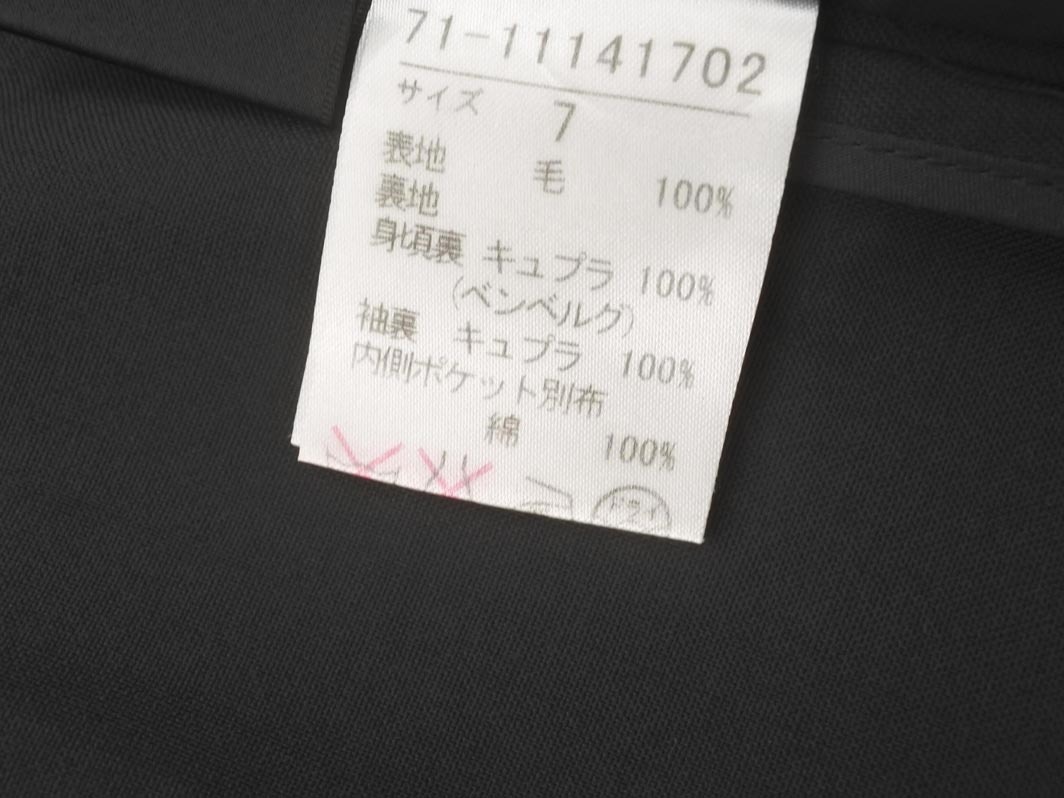 71-11141702
サイズ 7
表地 毛 100%
裏地
身頃裏 キュプラ 100%
(ベンベルグ)
袖裏 キュプラ 100%
内側ポケット別布
綿 100%
ドライ